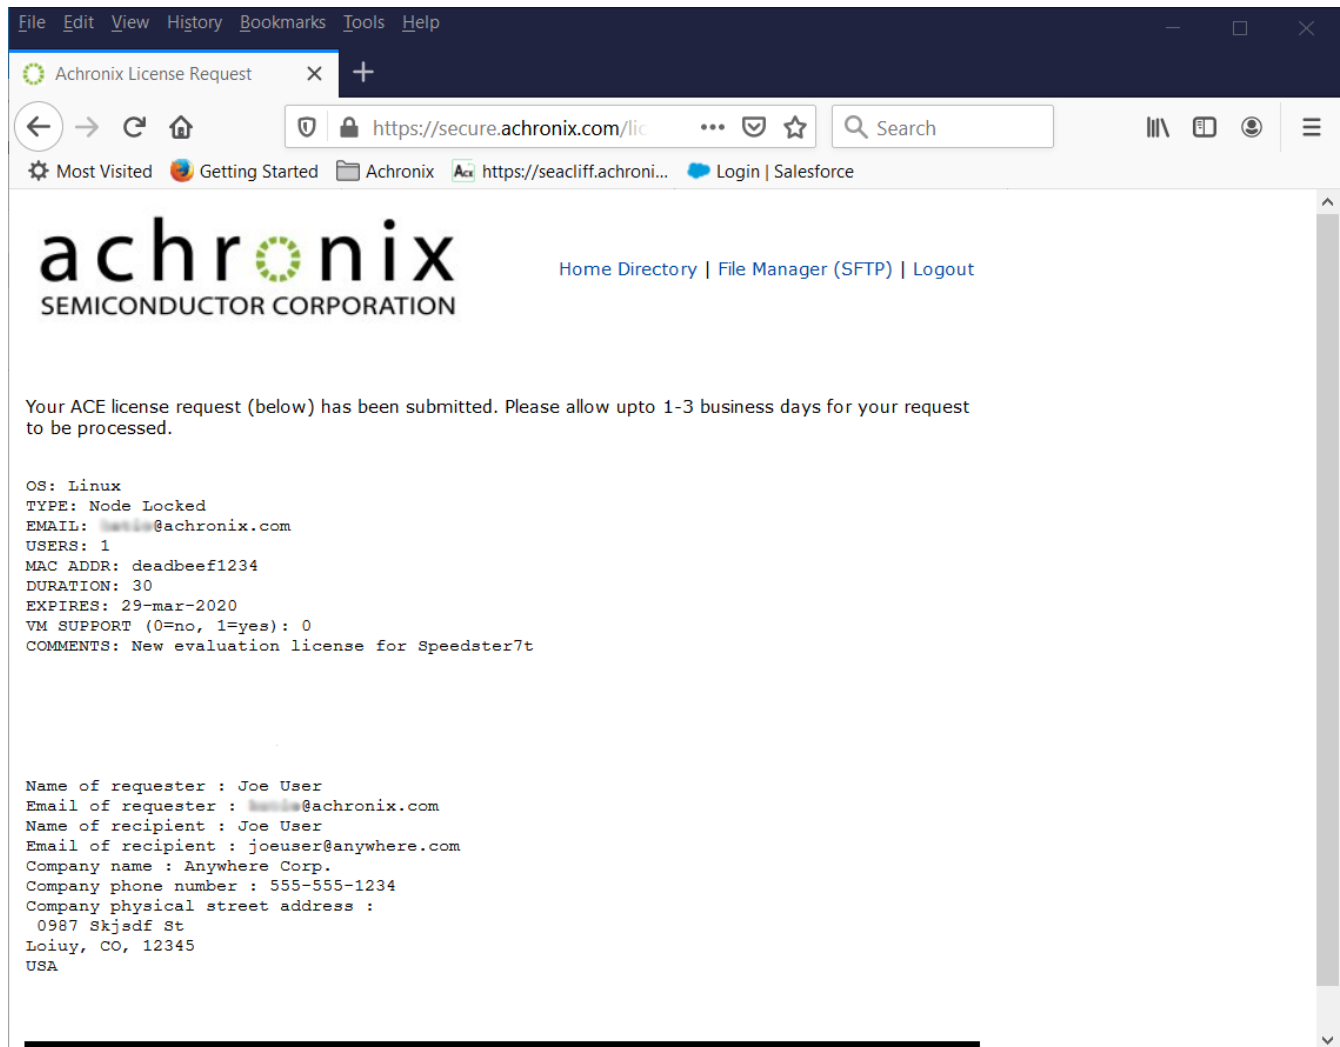 File Edit View History Bookmarks Tools Help
Achronix License Request
https://secure.achronix.com/lic
Search
Most Visited Getting Started Achronix Acx https://seacliff.achroni... Login | Salesforce
achronix
SEMICONDUCTOR CORPORATION
Home Directory | File Manager (SFTP) | Logout
Your ACE license request (below) has been submitted. Please allow upto 1-3 business days for your request
to be processed.
OS: Linux
TYPE: Node Locked
EMAIL: @achronix.com
USERS: 1
MAC ADDR: deadbeef1234
DURATION: 30
EXPIRES: 29-mar-2020
VM SUPPORT (0=no, 1=yes): 0
COMMENTS: New evaluation license for Speedster7t
Name of requester : Joe User
Email of requester : @achronix.com
Name of recipient : Joe User
Email of recipient : joeuser@anywhere.com
Company name : Anywhere Corp.
Company phone number : 555-555-1234
Company physical street address :
0987 Skjsdf St
Loiuy, CO, 12345
USA